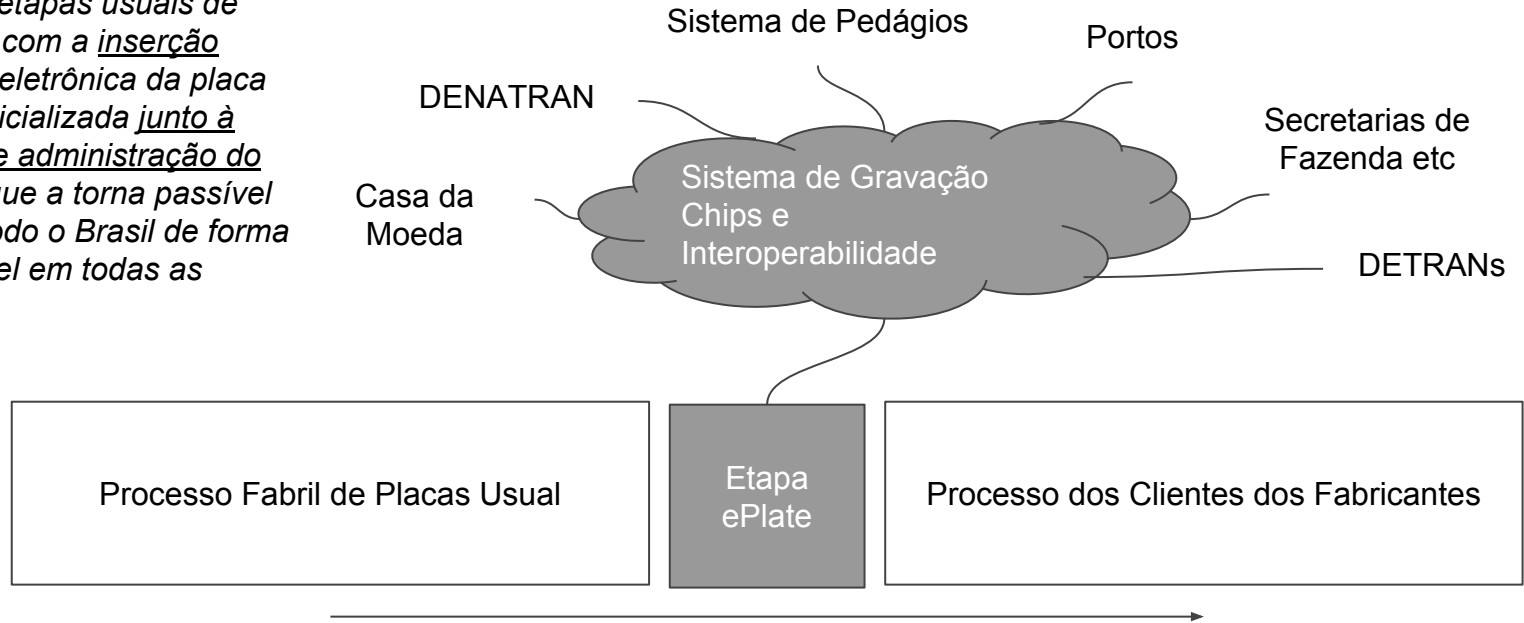 etapas usuais de
com a inserção
eletrônica da placa
icializada junto à
e administração do
que a torna passível
odo o Brasil de forma
el em todas as
Sistema de Pedágios
Portos
DENATRAN
Secretarias de
Fazenda etc
Casa da
Moeda
Sistema de Gravação
Chips e
Interoperabilidade
DETRANs
Processo Fabril de Placas Usual
Etapa
ePlate
Processo dos Clientes dos Fabricantes